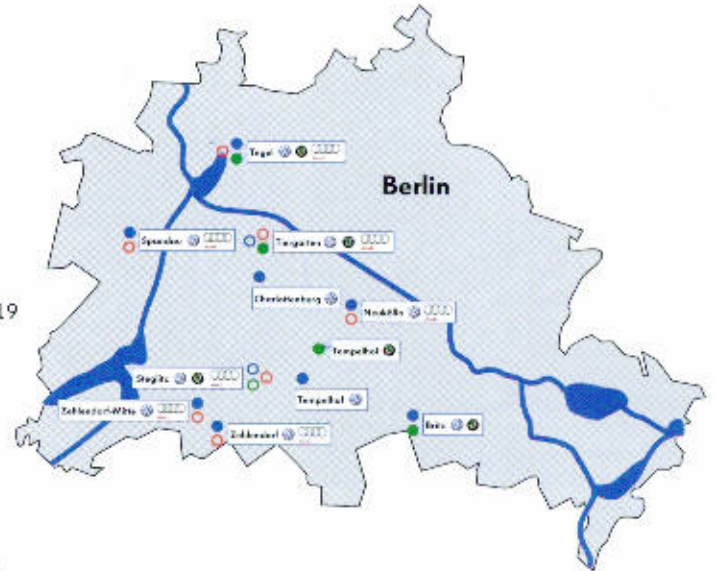 Berlin
Tegel
Spandau
Tiergarten
Charlottenburg
Neukölln
19
Tempelhof
Steglitz
Tempelhof
Zehlendorf-Mitte
Zehlendorf
Britz